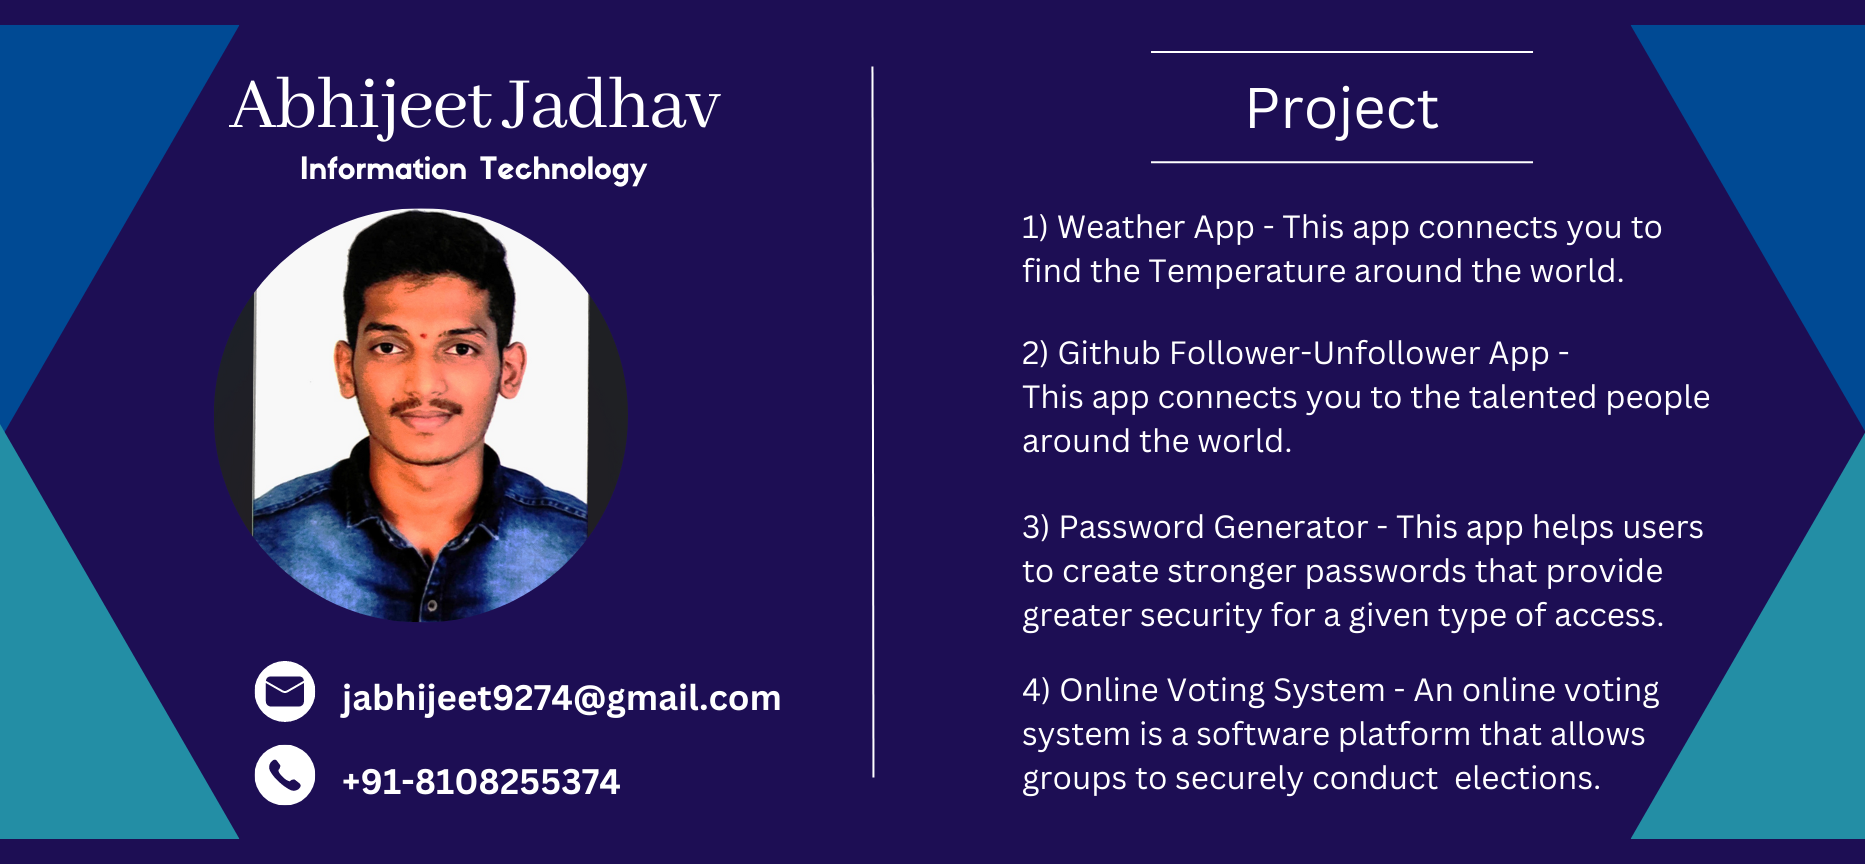 Abhijeet Jadhav
Information Technology
jabhijeet9274@gmail.com
+91-8108255374
Project
1) Weather App - This app connects you to
find the Temperature around the world.
2) Github Follower-Unfollower App -
This app connects you to the talented people
around the world.
3) Password Generator - This app helps users
to create stronger passwords that provide
greater security for a given type of access.
4) Online Voting System - An online voting
system is a software platform that allows
groups to securely conduct  elections.